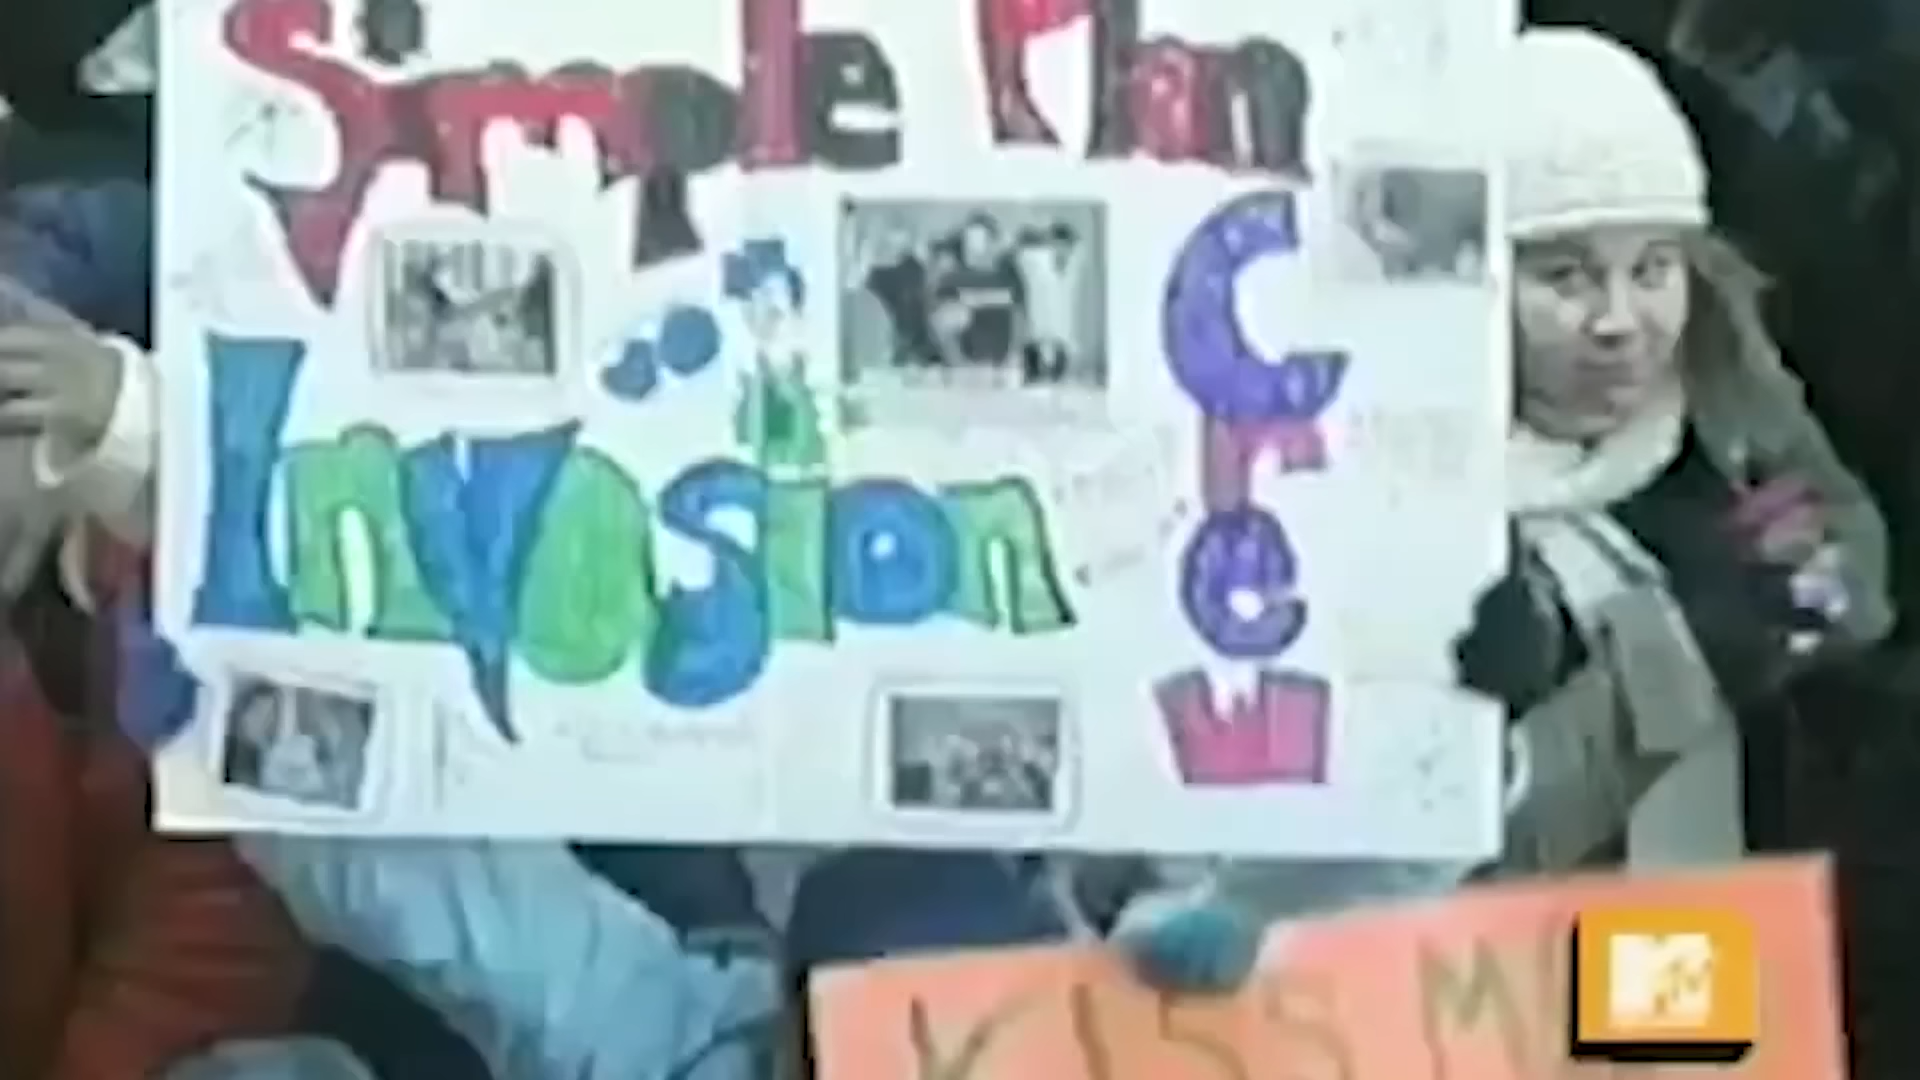 Simple Plan
Invasion
Crew
KISS M
MTV